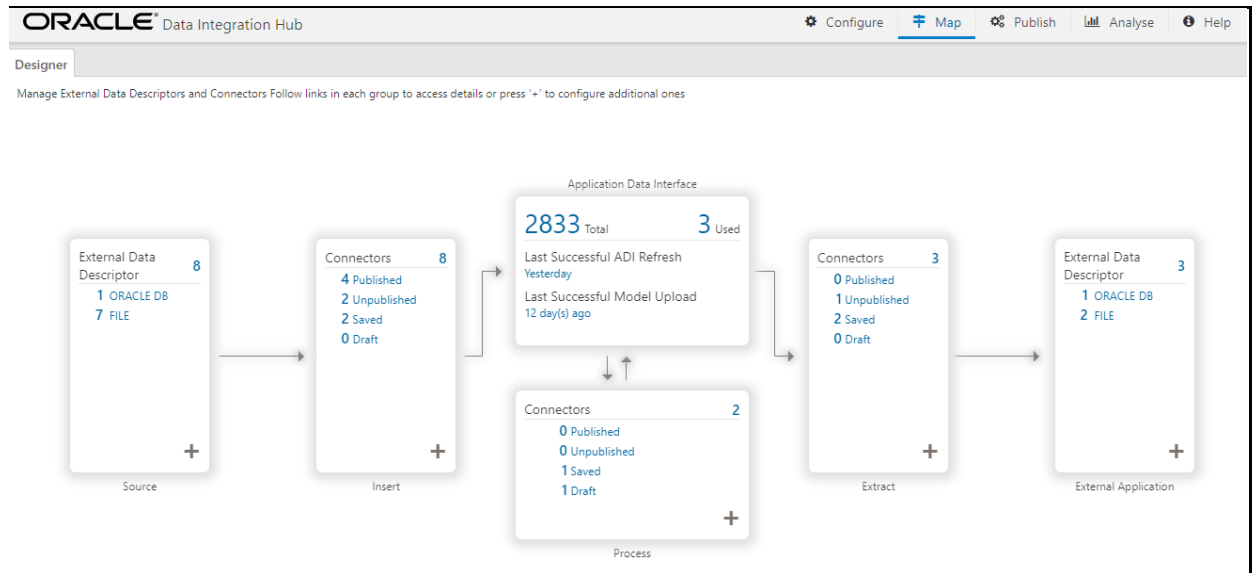 ORACLE® Data Integration Hub
Configure Map Publish Analyse Help
Designer
Manage External Data Descriptors and Connectors Follow links in each group to access details or press '+' to configure additional ones
External Data Descriptor 8
1 ORACLE DB
7 FILE
+
Source
Connectors 8
4 Published
2 Unpublished
2 Saved
0 Draft
+
Insert
Application Data Interface
2833 Total 3 Used
Last Successful ADI Refresh
Yesterday
Last Successful Model Upload
12 day(s) ago
Connectors 2
0 Published
0 Unpublished
1 Saved
1 Draft
+
Process
Connectors 3
0 Published
1 Unpublished
2 Saved
0 Draft
+
Extract
External Data Descriptor 3
1 ORACLE DB
2 FILE
+
External Application